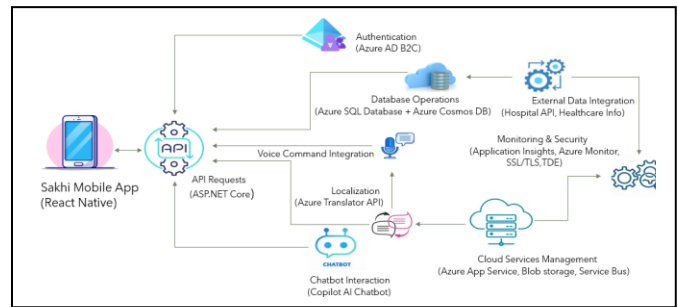 Authentication
(Azure AD B2C)
Database Operations
(Azure SQL Database + Azure Cosmos DB)
External Data Integration
(Hospital API, Healthcare Info)
Monitoring & Security
(Application Insights, Azure Monitor,
SSL/TLS,TDE)
API
Voice Command Integration
Sakhi Mobile App
(React Native)
API Requests
(ASP.NET Core)
Localization
(Azure Translator API)
CHATBOT
Chatbot Interaction
(Copilot AI Chatbot)
Cloud Services Management
(Azure App Service, Blob storage, Service Bus)